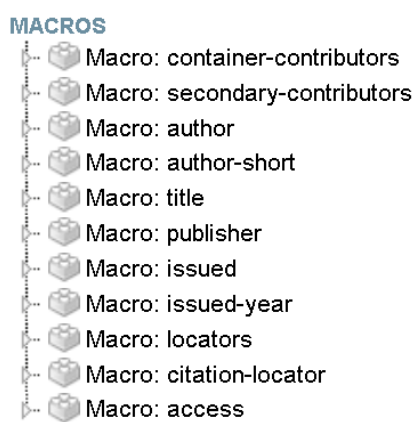 MACROS
Macro: container-contributors
Macro: secondary-contributors
Macro: author
Macro: author-short
Macro: title
Macro: publisher
Macro: issued
Macro: issued-year
Macro: locators
Macro: citation-locator
Macro: access